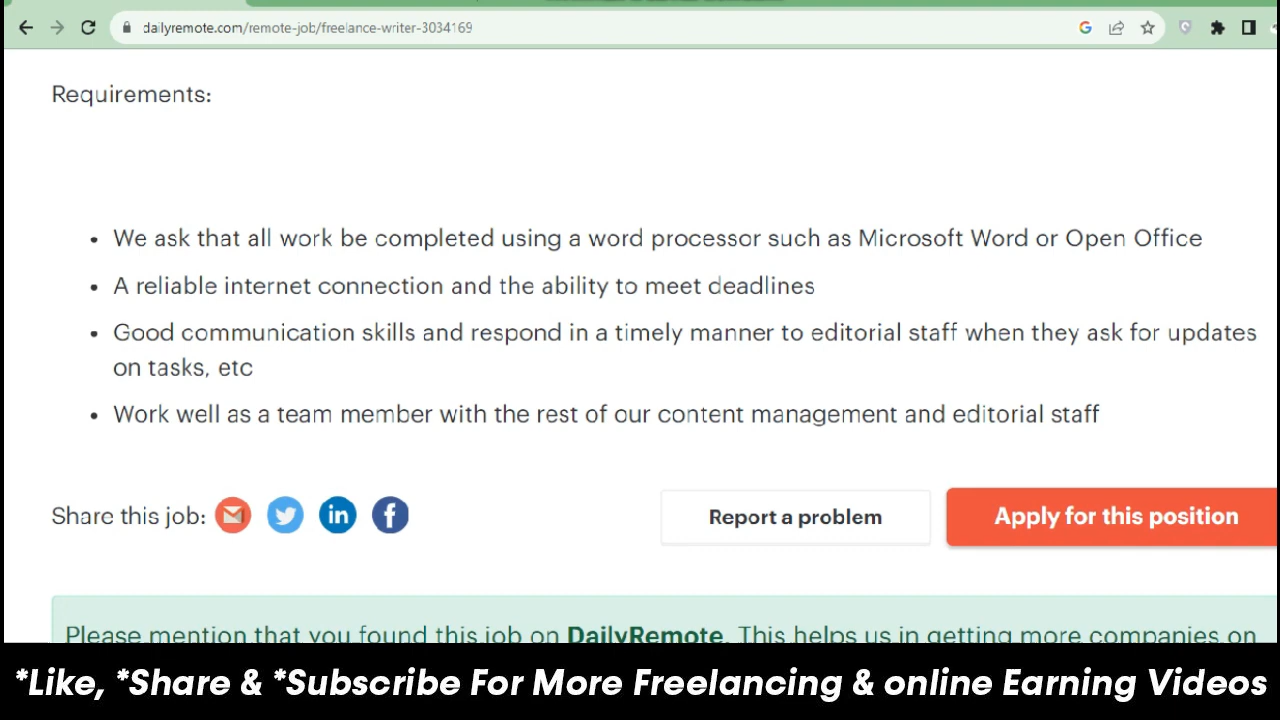 dailyremote.com/remote-job/freelance-writer-3034169
Requirements:
• We ask that all work be completed using a word processor such as Microsoft Word or Open Office
• A reliable internet connection and the ability to meet deadlines
• Good communication skills and respond in a timely manner to editorial staff when they ask for updates
on tasks, etc
• Work well as a team member with the rest of our content management and editorial staff
Share this job:
Report a problem
Apply for this position
Please mention that you found this job on DailyRemote. This helps us in getting more companies on
*Like, *Share & *Subscribe For More Freelancing & online Earning Videos